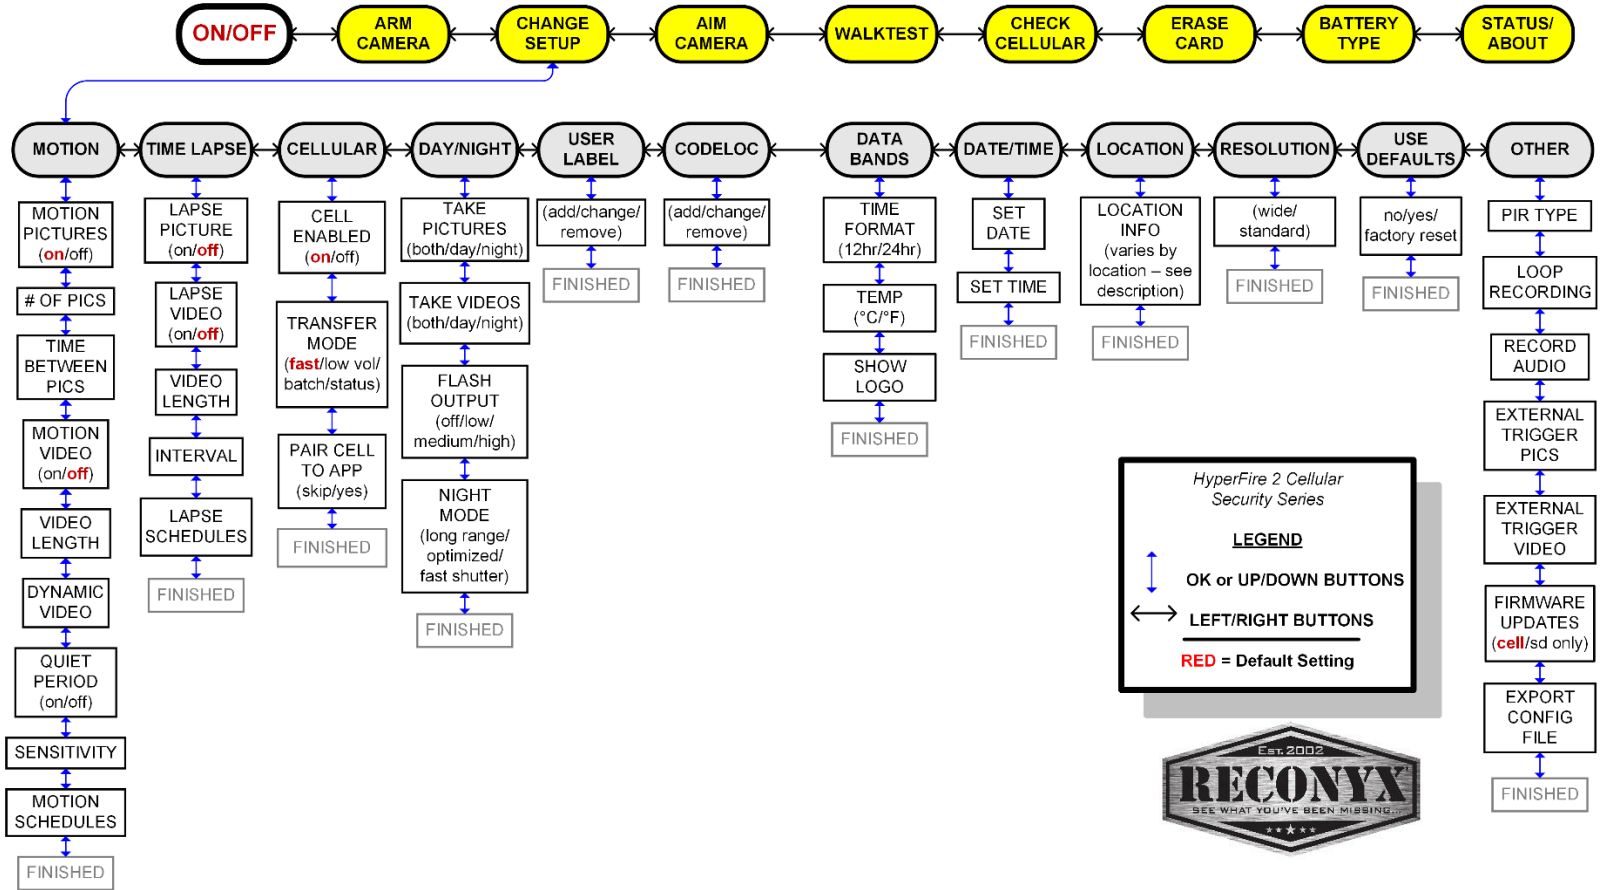 ON/OFF
ARM
CAMERA
CHANGE
SETUP
AIM
CAMERA
WALKTEST
CHECK
CELLULAR
ERASE
CARD
BATTERY
TYPE
STATUS/
ABOUT
MOTION
TIME LAPSE
CELLULAR
DAY/NIGHT
USER
LABEL
CODELOC
DATA
BANDS
DATE/TIME
LOCATION
RESOLUTION
USE
DEFAULTS
OTHER
MOTION
PICTURES
(on/off)
# OF PICS
TIME
BETWEEN
PICS
MOTION
VIDEO
(on/off)
VIDEO
LENGTH
DYNAMIC
VIDEO
QUIET
PERIOD
(on/off)
SENSITIVITY
MOTION
SCHEDULES
FINISHED
LAPSE
PICTURE
(on/off)
LAPSE
VIDEO
(on/off)
VIDEO
LENGTH
INTERVAL
LAPSE
SCHEDULES
FINISHED
CELL
ENABLED
(on/off)
TRANSFER
MODE
(fast/low vol/
batch/status)
PAIR CELL
TO APP
(skip/yes)
FINISHED
TAKE
PICTURES
(both/day/night)
TAKE VIDEOS
(both/day/night)
FLASH
OUTPUT
(off/low/
medium/high)
NIGHT
MODE
(long range/
optimized/
fast shutter)
FINISHED
(add/change/
remove)
FINISHED
(add/change/
remove)
FINISHED
TIME
FORMAT
(12hr/24hr)
TEMP
(°C/°F)
SHOW
LOGO
FINISHED
SET
DATE
SET TIME
FINISHED
LOCATION
INFO
(varies by
location – see
description)
FINISHED
(wide/
standard)
FINISHED
no/yes/
factory reset
FINISHED
PIR TYPE
LOOP
RECORDING
RECORD
AUDIO
EXTERNAL
TRIGGER
PICS
EXTERNAL
TRIGGER
VIDEO
FIRMWARE
UPDATES
(cell/sd only)
EXPORT
CONFIG
FILE
FINISHED
HyperFire 2 Cellular
Security Series
LEGEND
OK or UP/DOWN BUTTONS
LEFT/RIGHT BUTTONS
RED = Default Setting
EST. 2002
RECONYX
SEE WHAT YOU'VE BEEN MISSING...